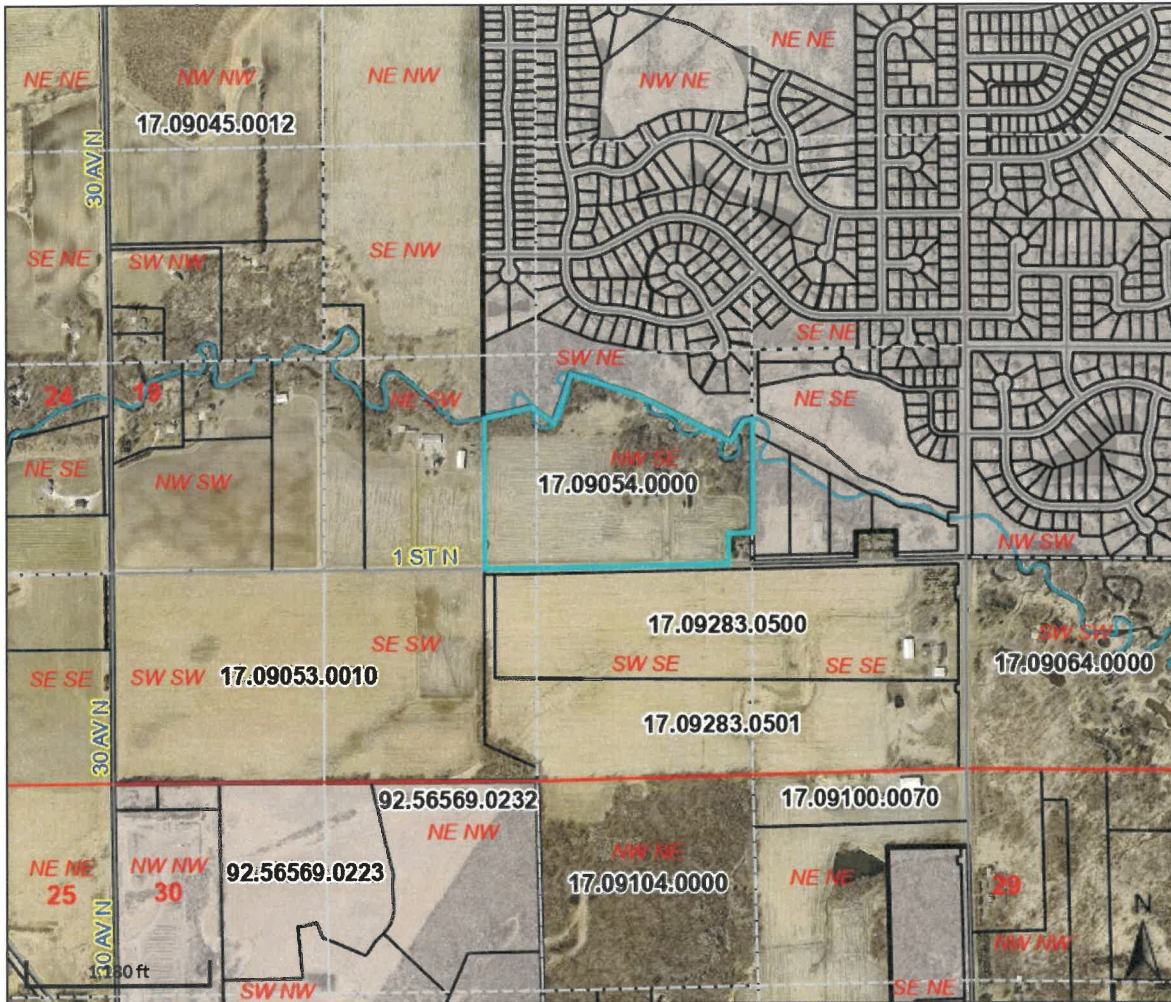 NE NE
NW NW
NE NW
NW NE
NE NE
17.09045.0012
30 AV N
SE NE
SW NW
SE NW
SE NE
SW NE
24
19
NE SW
NE SE
NE SE
NW SW
NW SE
17.09054.0000
1 ST N
NW SW
17.09283.0500
SE SW
SW SE
SE SE
SW SW
17.09064.0000
SE SE
SW SW
17.09053.0010
17.09283.0501
30 AV N
92.56569.0232
17.09100.0070
NE NW
NE NE
25
NW NW
30
92.56569.0223
NW NE
17.09104.0000
NE NE
29
N
NW NW
30 AV N
1,180 ft
SW NW
SE NE